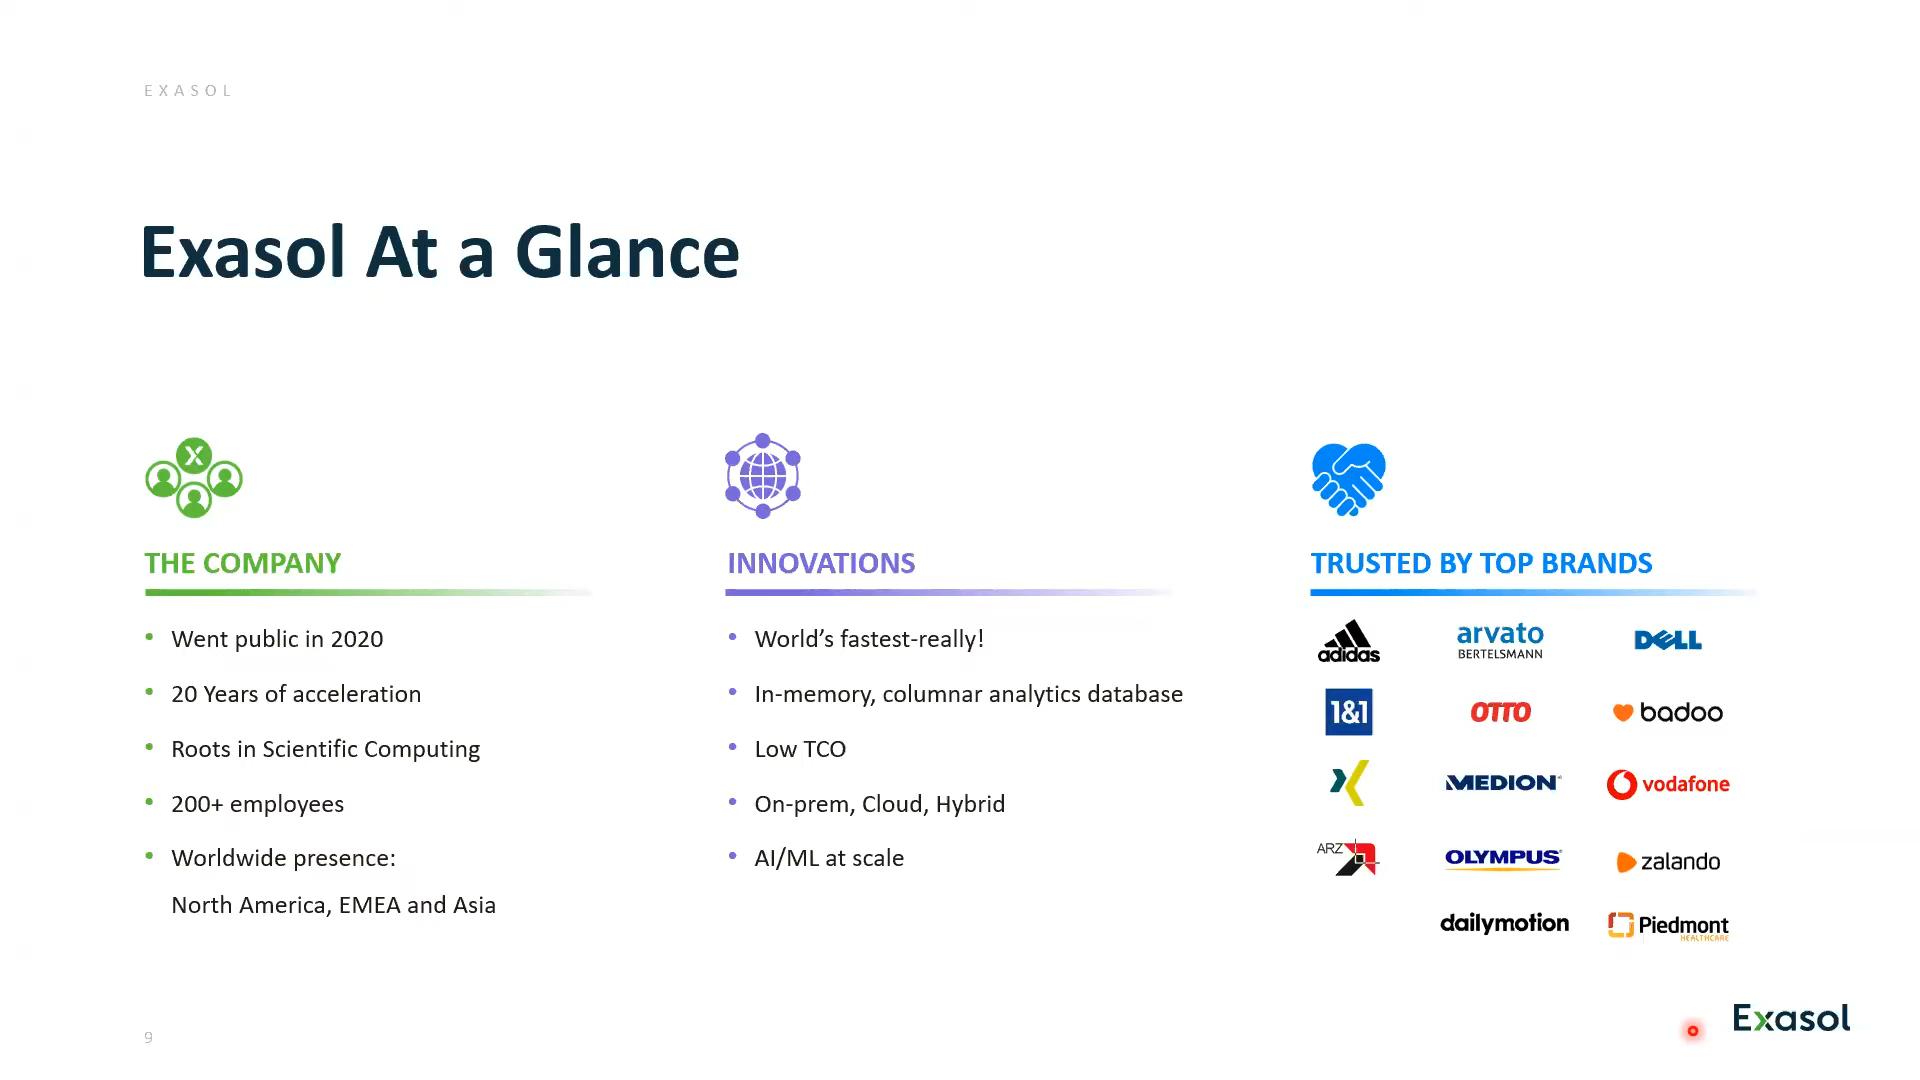 EXASOL
Exasol At a Glance
THE COMPANY
• Went public in 2020
• 20 Years of acceleration
• Roots in Scientific Computing
• 200+ employees
• Worldwide presence:
North America, EMEA and Asia
INNOVATIONS
• World’s fastest-really!
• In-memory, columnar analytics database
• Low TCO
• On-prem, Cloud, Hybrid
• AI/ML at scale
TRUSTED BY TOP BRANDS
adidas
arvato
BERTELSMANN
DELL
1&1
OTTO
badoo
MEDION
vodafone
ARZ
OLYMPUS
zalando
dailymotion
Piedmont
HEALTHCARE
9
Exasol